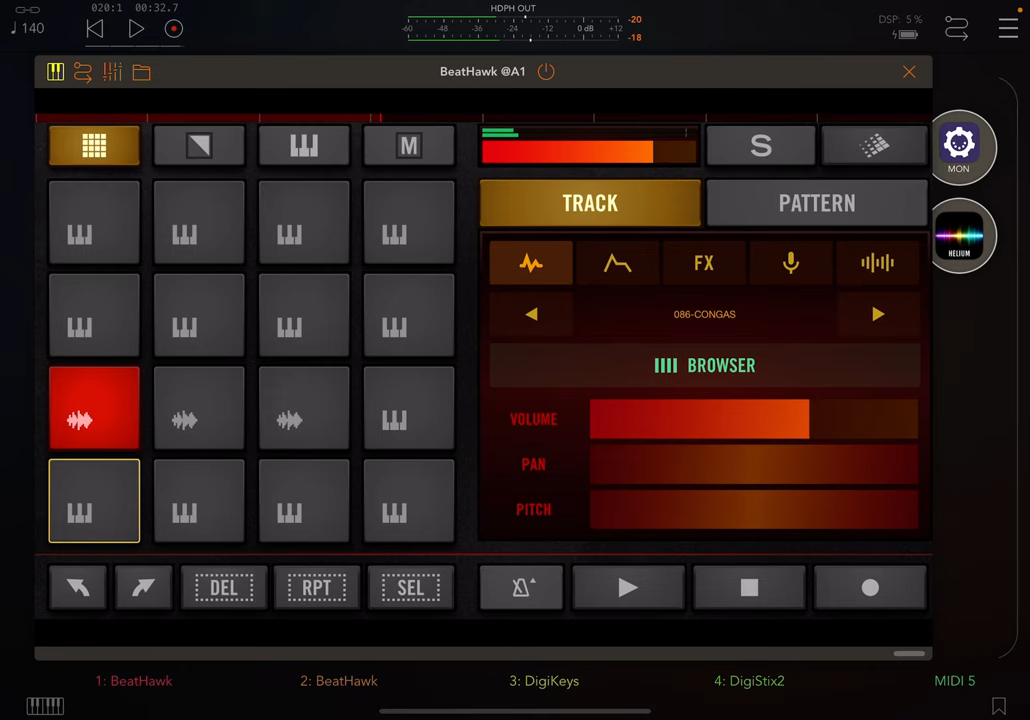 020:1 00:32.7
HDPH OUT
♩ 140
-60 -48 -36 -24 -12 0 dB +12
-20
-18
DSP: 5 %
BeatHawk @A1
M
S
MON
TRACK
PATTERN
FX
HELIUM
086-CONGAS
BROWSER
VOLUME
PAN
PITCH
DEL
RPT
SEL
1: BeatHawk
2: BeatHawk
3: DigiKeys
4: DigiStix2
MIDI 5